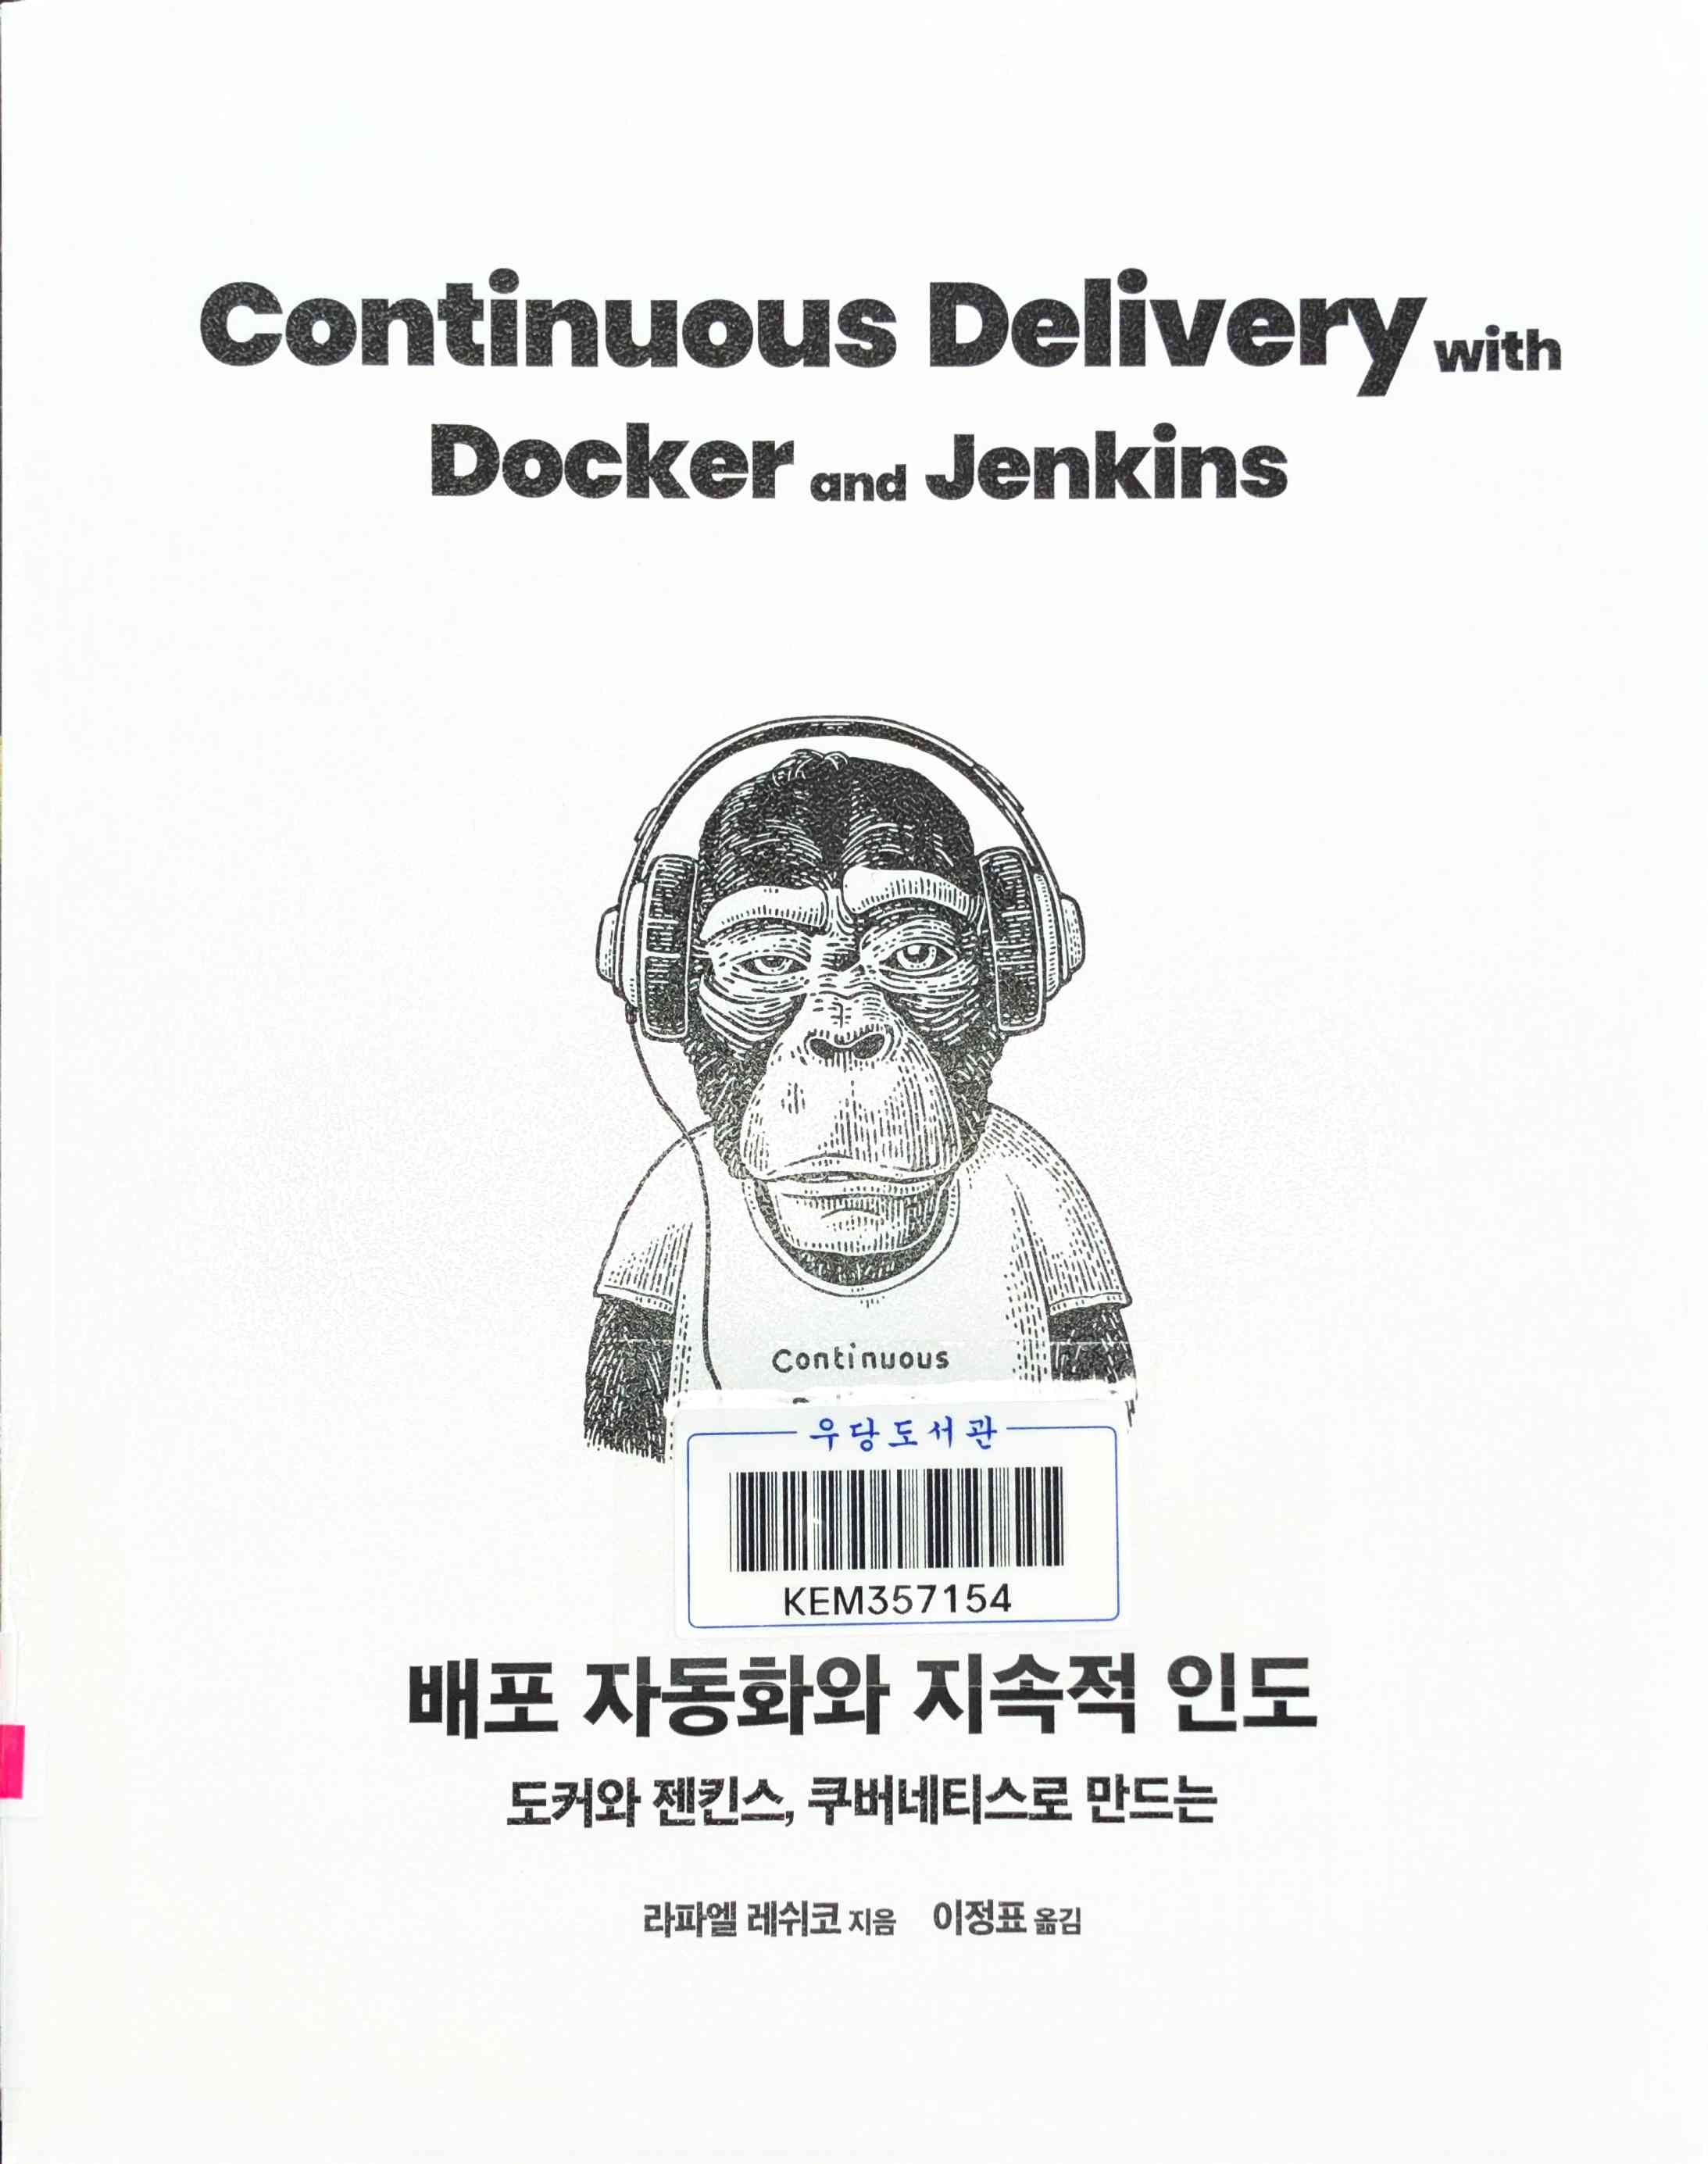 Continuous Delivery with
Docker and Jenkins
Continuous
우당도서관
KEM357154
배포 자동화와 지속적 인도
도커와 젠킨스, 쿠버네티스로 만드는
라파엘 레쉬코 지음 이정표 옮김